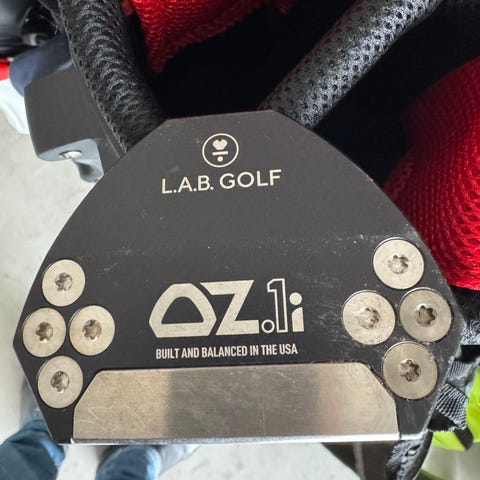 L.A.B. GOLF
OZ.1i
BUILT AND BALANCED IN THE USA